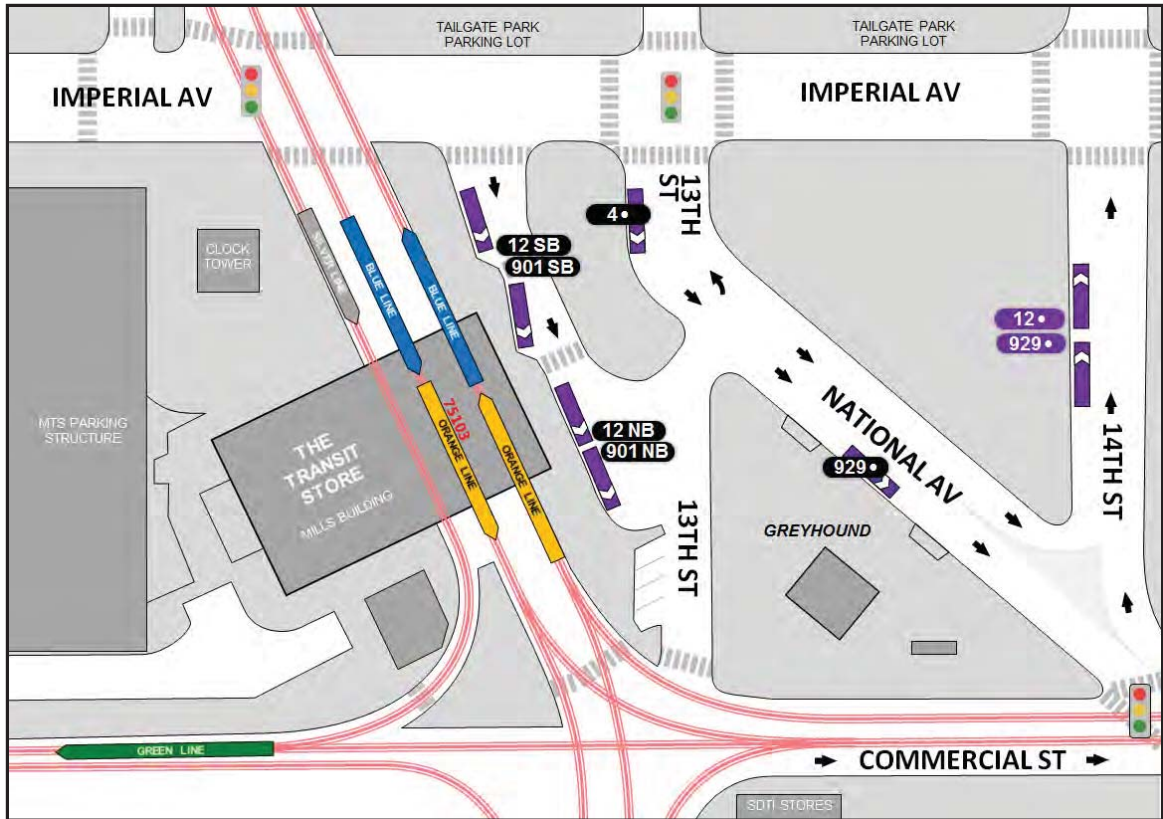 TAILGATE PARK
PARKING LOT
TAILGATE PARK
PARKING LOT
IMPERIAL AV
IMPERIAL AV
13TH
ST
4•
12 SB
901 SB
CLOCK
TOWER
SILVER LINE
BLUE LINE
BLUE LINE
12•
929•
MTS PARKING
STRUCTURE
THE
TRANSIT
STORE
MILLS BUILDING
75103
ORANGE LINE
ORANGE LINE
12 NB
901 NB
929•
NATIONAL AV
14TH ST
13TH ST
GREYHOUND
GREEN LINE
COMMERCIAL ST
SDTI STORES